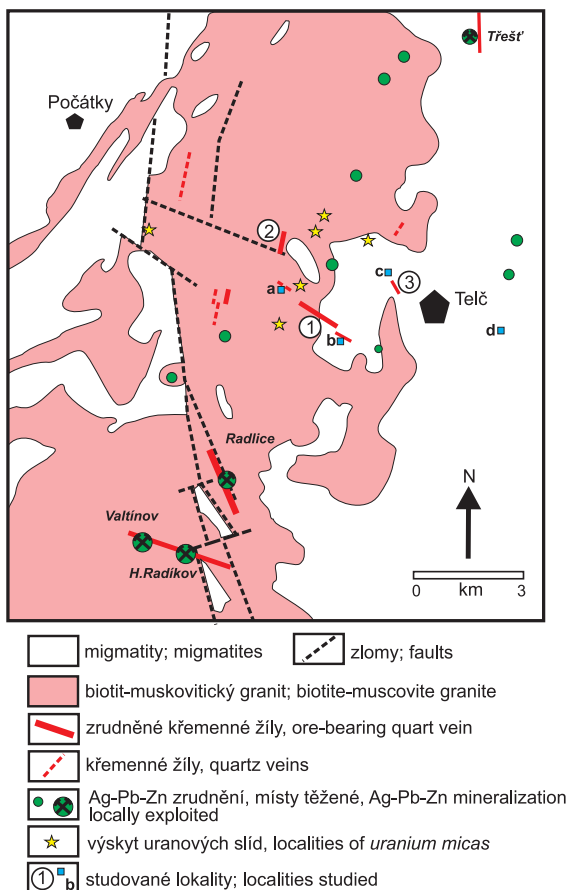 Třešť
Počátky
2
c
3
a
Telč
1
b
d
Radlice
N
Valtínov
H.Radíkov
0 3
km
migmatity; migmatites
zlomy; faults
biotit-muskovitický granit; biotite-muscovite granite
zrudněné křemenné žíly, ore-bearing quart vein
křemenné žíly, quartz veins
Ag-Pb-Zn zrudnění, místy těžené, Ag-Pb-Zn mineralization
locally exploited
výskyt uranových slíd, localities of uranium micas
1 b studované lokality; localities studied